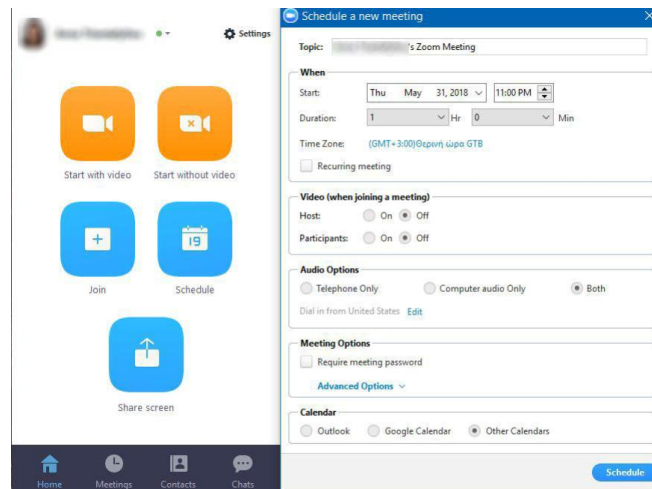 Settings
Start with video
Start without video
19
Join
Schedule
Share screen
Home
Meetings
Contacts
Chats
Schedule a new meeting
Topic:
's Zoom Meeting
When
Start:
Thu May 31, 2018
11:00 PM
Duration:
1 Hr 0 Min
Time Zone:
(GMT+3:00)Θερινή ώρα GTB
Recurring meeting
Video (when joining a meeting)
Host: On Off
Participants: On Off
Audio Options
Telephone Only Computer audio Only Both
Dial in from United States Edit
Meeting Options
Require meeting password
Advanced Options
Calendar
Outlook Google Calendar Other Calendars
Schedule